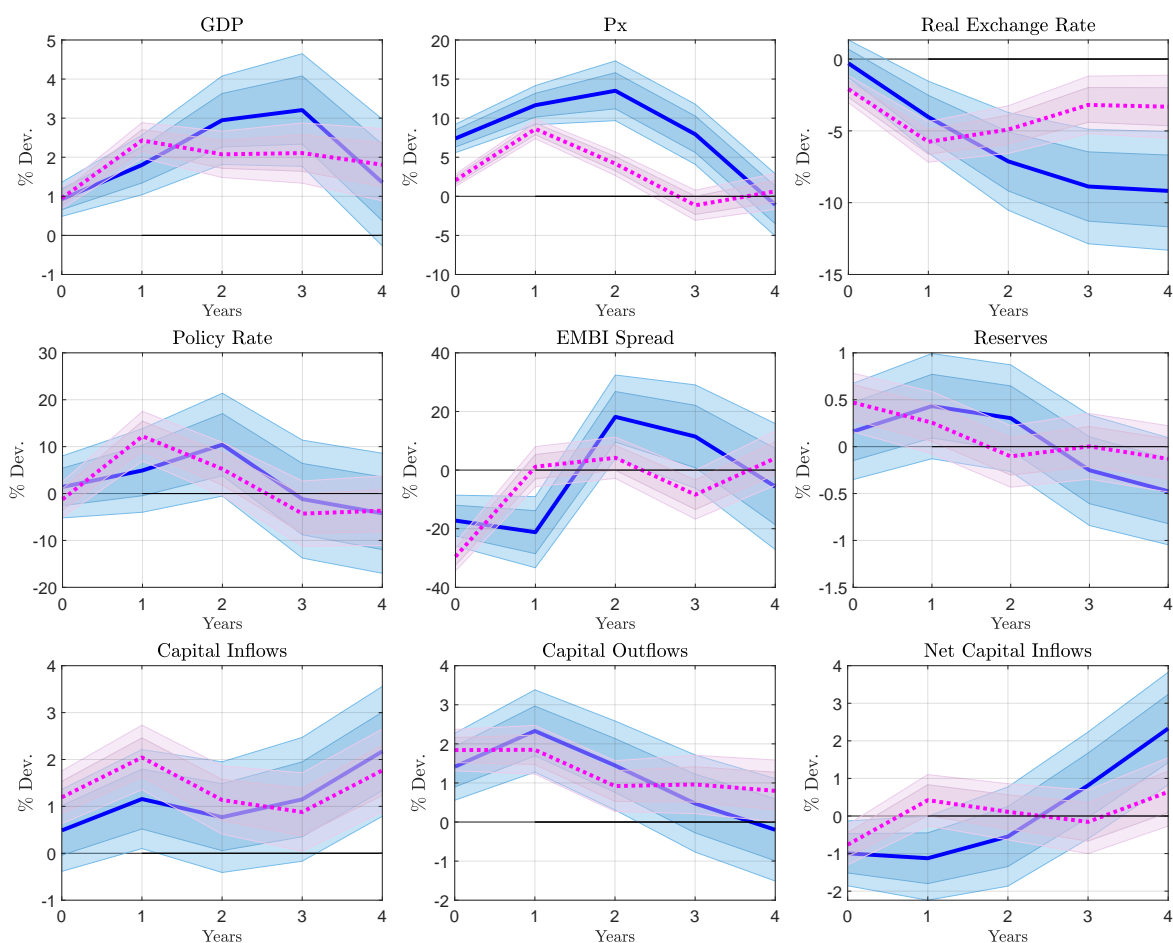 GDP
5
4
3
2
1
0
-1
% Dev.
0 1 2 3 4
Years
Px
20
15
10
5
0
-5
-10
% Dev.
0 1 2 3 4
Years
Real Exchange Rate
0
-5
-10
-15
% Dev.
0 1 2 3 4
Years
Policy Rate
30
20
10
0
-10
-20
% Dev.
0 1 2 3 4
Years
EMBI Spread
40
20
0
-20
-40
% Dev.
0 1 2 3 4
Years
Reserves
1
0.5
0
-0.5
-1
-1.5
% Dev.
0 1 2 3 4
Years
Capital Inflows
4
3
2
1
0
-1
% Dev.
0 1 2 3 4
Years
Capital Outflows
4
3
2
1
0
-1
-2
% Dev.
0 1 2 3 4
Years
Net Capital Inflows
4
3
2
1
0
-1
-2
% Dev.
0 1 2 3 4
Years